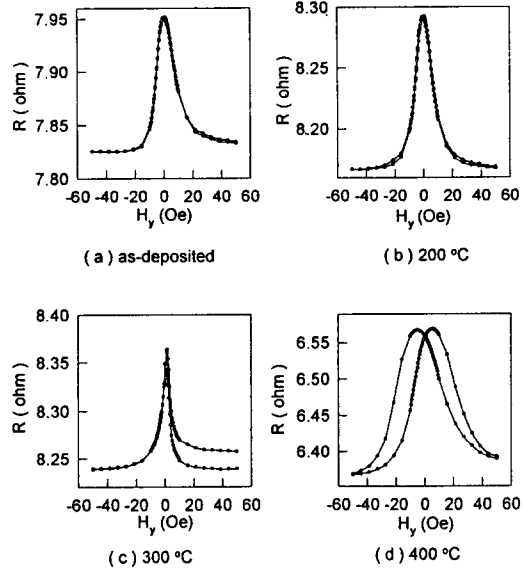 7.95
7.90
7.85
7.80
R ( ohm )
-60 -40 -20 0 20 40 60
H_y (Oe)
( a ) as-deposited
8.30
8.20
R ( ohm )
-60 -40 -20 0 20 40 60
H_y (Oe)
( b ) 200 ºC
8.40
8.35
8.30
8.25
R ( ohm )
-60 -40 -20 0 20 40 60
H_y (Oe)
( c ) 300 ºC
6.55
6.50
6.45
6.40
R ( ohm )
-60 -40 -20 0 20 40 60
H_y (Oe)
( d ) 400 ºC